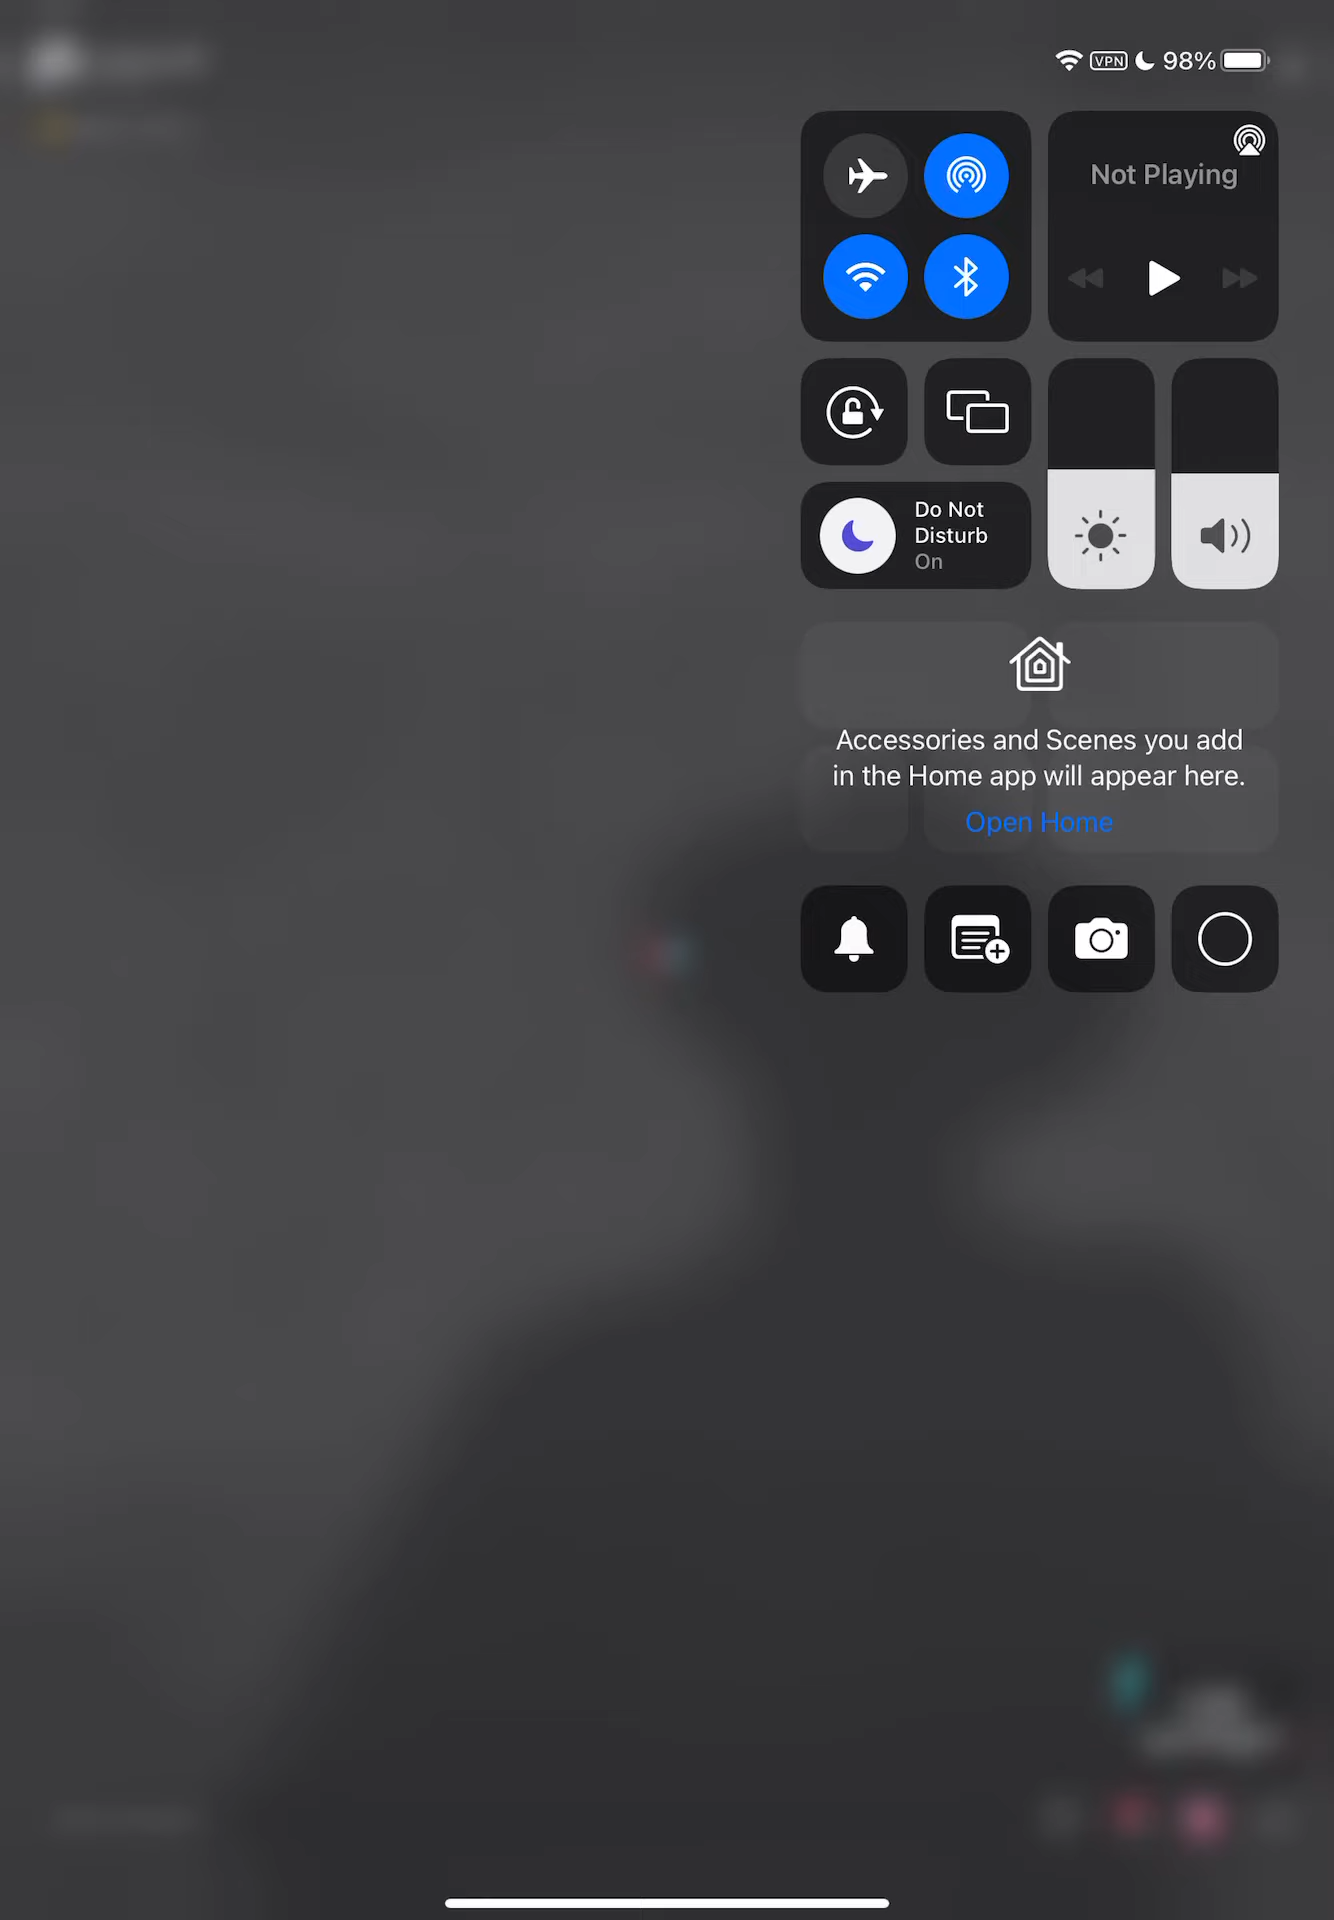 VPN 98%
Not Playing
Do Not
Disturb
On
Accessories and Scenes you add
in the Home app will appear here.
Open Home